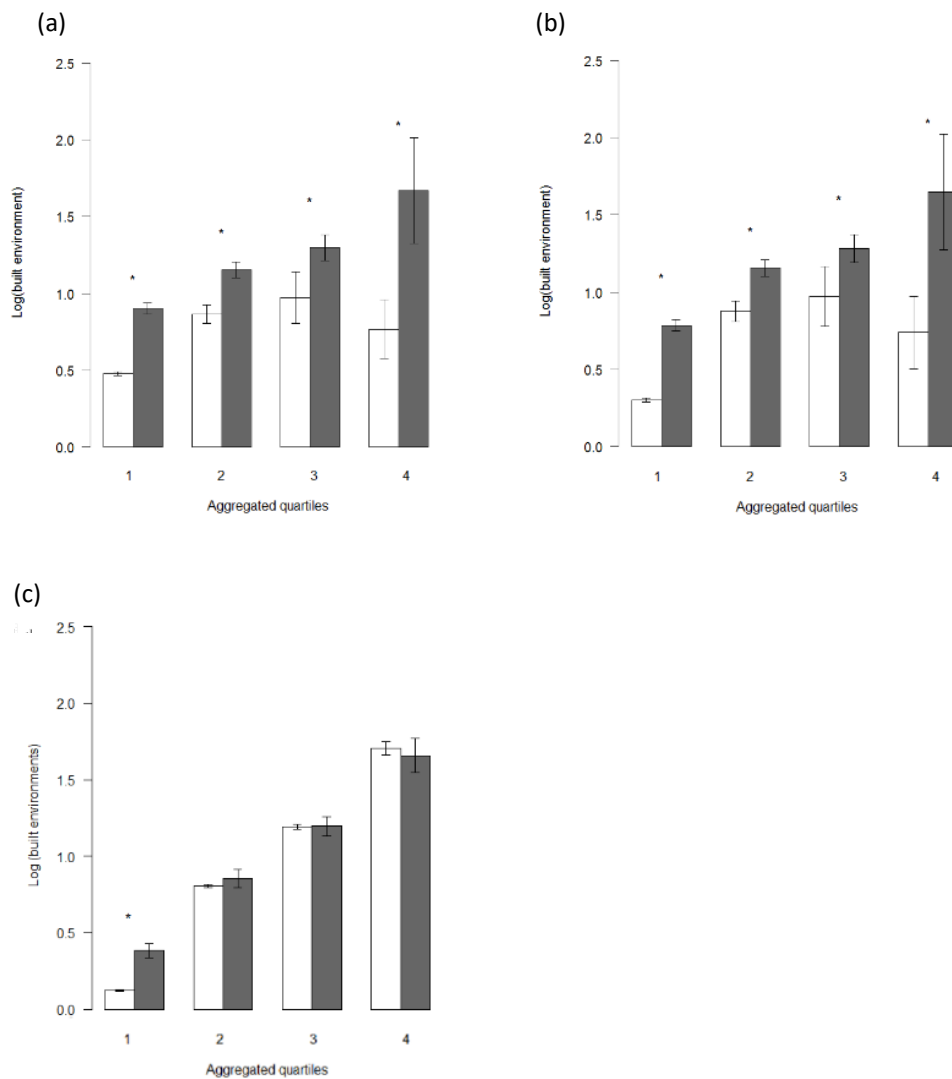 (a)
2.5
2.0
1.5
1.0
0.5
0.0
Log(built environment)
*
*
*
*
1 2 3 4
Aggregated quartiles
(b)
2.5
2.0
1.5
1.0
0.5
0.0
Log(built environment)
*
*
*
*
1 2 3 4
Aggregated quartiles
(c)
2.5
2.0
1.5
1.0
0.5
0.0
Log (built environments)
*
1 2 3 4
Aggregated quartiles